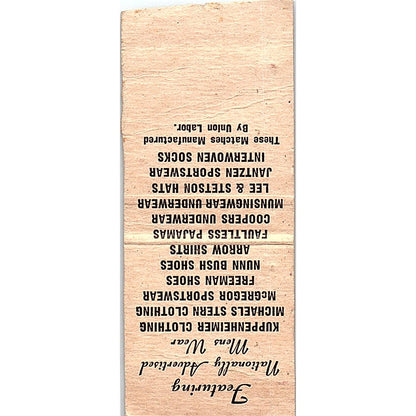 Featuring
Nationally Advertised
Mens Wear
KUPPENHEIMER CLOTHING
MICHAELS STERN CLOTHING
McGREGOR SPORTSWEAR
FREEMAN SHOES
NUNN BUSH SHOES
ARROW SHIRTS
FAULTLESS PAJAMAS
COOPERS UNDERWEAR
MUNSINGWEAR UNDERWEAR
LEE & STETSON HATS
JANTZEN SPORTSWEAR
INTERWOVEN SOCKS
These Matches Manufactured
By Union Labor.